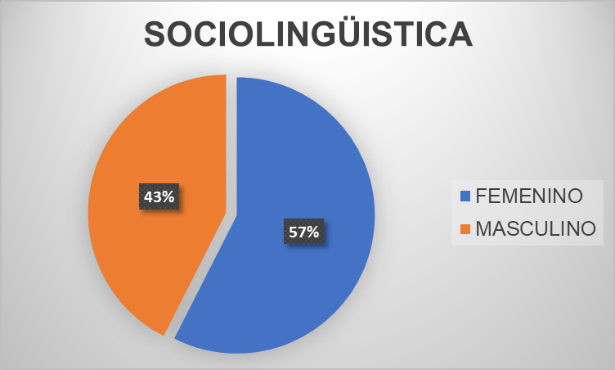 SOCIOLINGÜISTICA
43%
57%
FEMENINO
MASCULINO